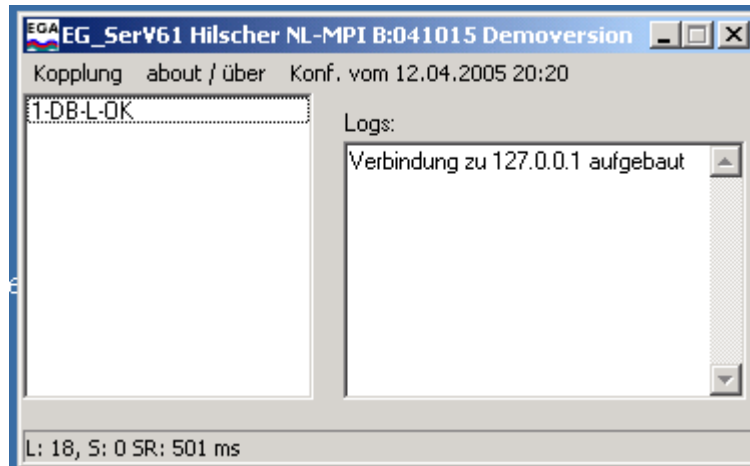 EGA EG_SerV61 Hilscher NL-MPI B:041015 Demoversion
Kopplung about / über Konf. vom 12.04.2005 20:20
1-DB-L-OK
Logs:
Verbindung zu 127.0.0.1 aufgebaut
L: 18, S: 0 SR: 501 ms